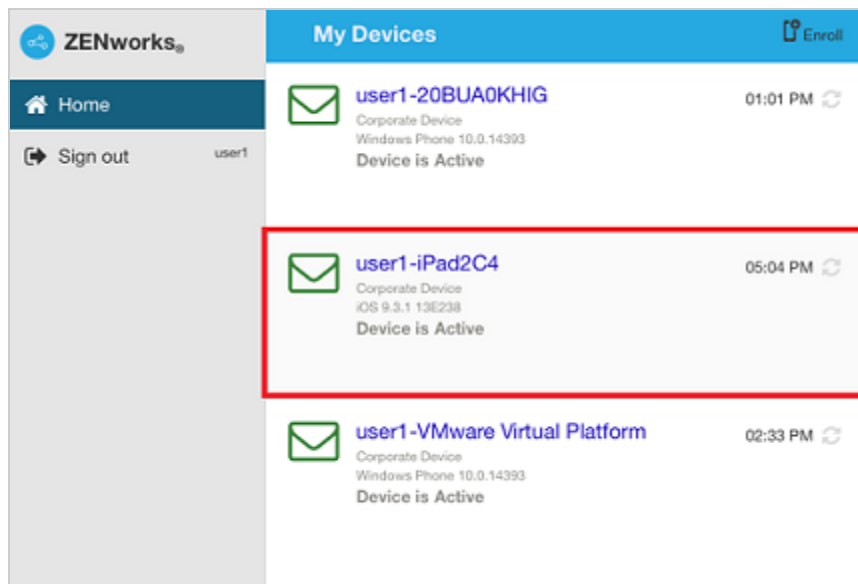 ZENworks®
My Devices
Enroll
Home
Sign out
user1
user1-20BUA0KHIG
01:01 PM
Corporate Device
Windows Phone 10.0.14393
Device is Active
user1-iPad2C4
05:04 PM
Corporate Device
iOS 9.3.1 13E238
Device is Active
user1-VMware Virtual Platform
02:33 PM
Corporate Device
Windows Phone 10.0.14393
Device is Active